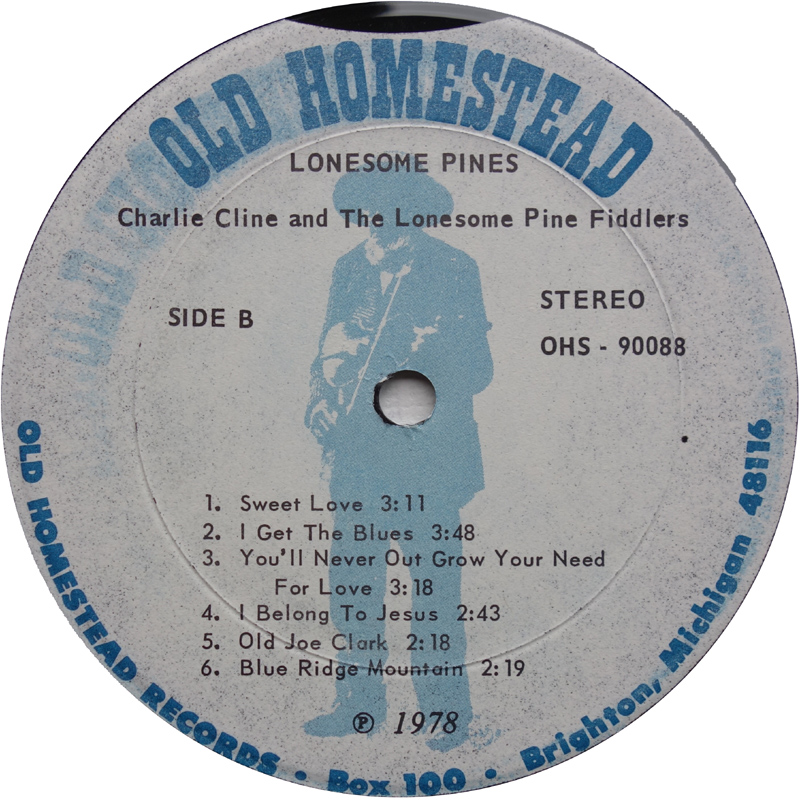 OLD HOMESTEAD
LONESOME PINES
Charlie Cline and The Lonesome Pine Fiddlers
SIDE B
STEREO
OHS - 90088
1. Sweet Love 3:11
2. I Get The Blues 3:48
3. You'll Never Out Grow Your Need
For Love 3:18
4. I Belong To Jesus 2:43
5. Old Joe Clark 2:18
6. Blue Ridge Mountain 2:19
℗ 1978
OLD HOMESTEAD RECORDS • Box 100 • Brighton, Michigan 48116